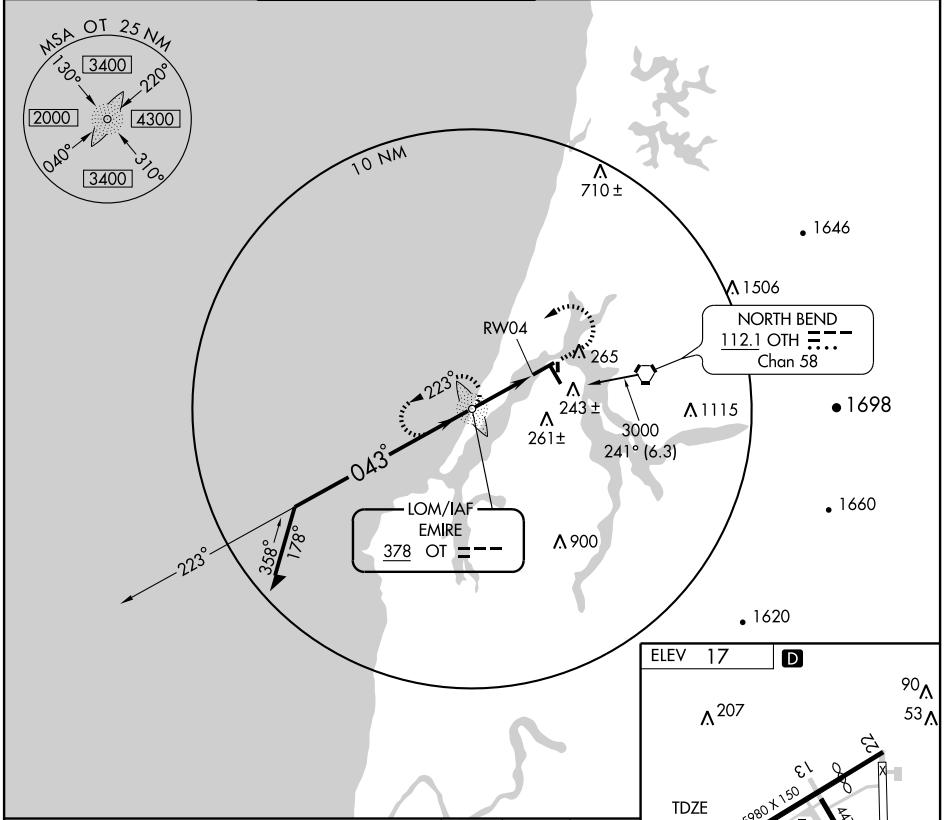 MSA OT 25 NM
130°
3400
220°
2000
4300
040°
3400
310°
10 NM
710 ±
1646
1506
NORTH BEND
112.1 OTH
Chan 58
RW04
265
223°
243 ±
261±
1115
1698
3000
241° (6.3)
043°
LOM/IAF
EMIRE
378 OT
1660
900
358°
178°
223°
1620
ELEV 17
D
90
207
53
22
13
X
5980 X 150
TDZE